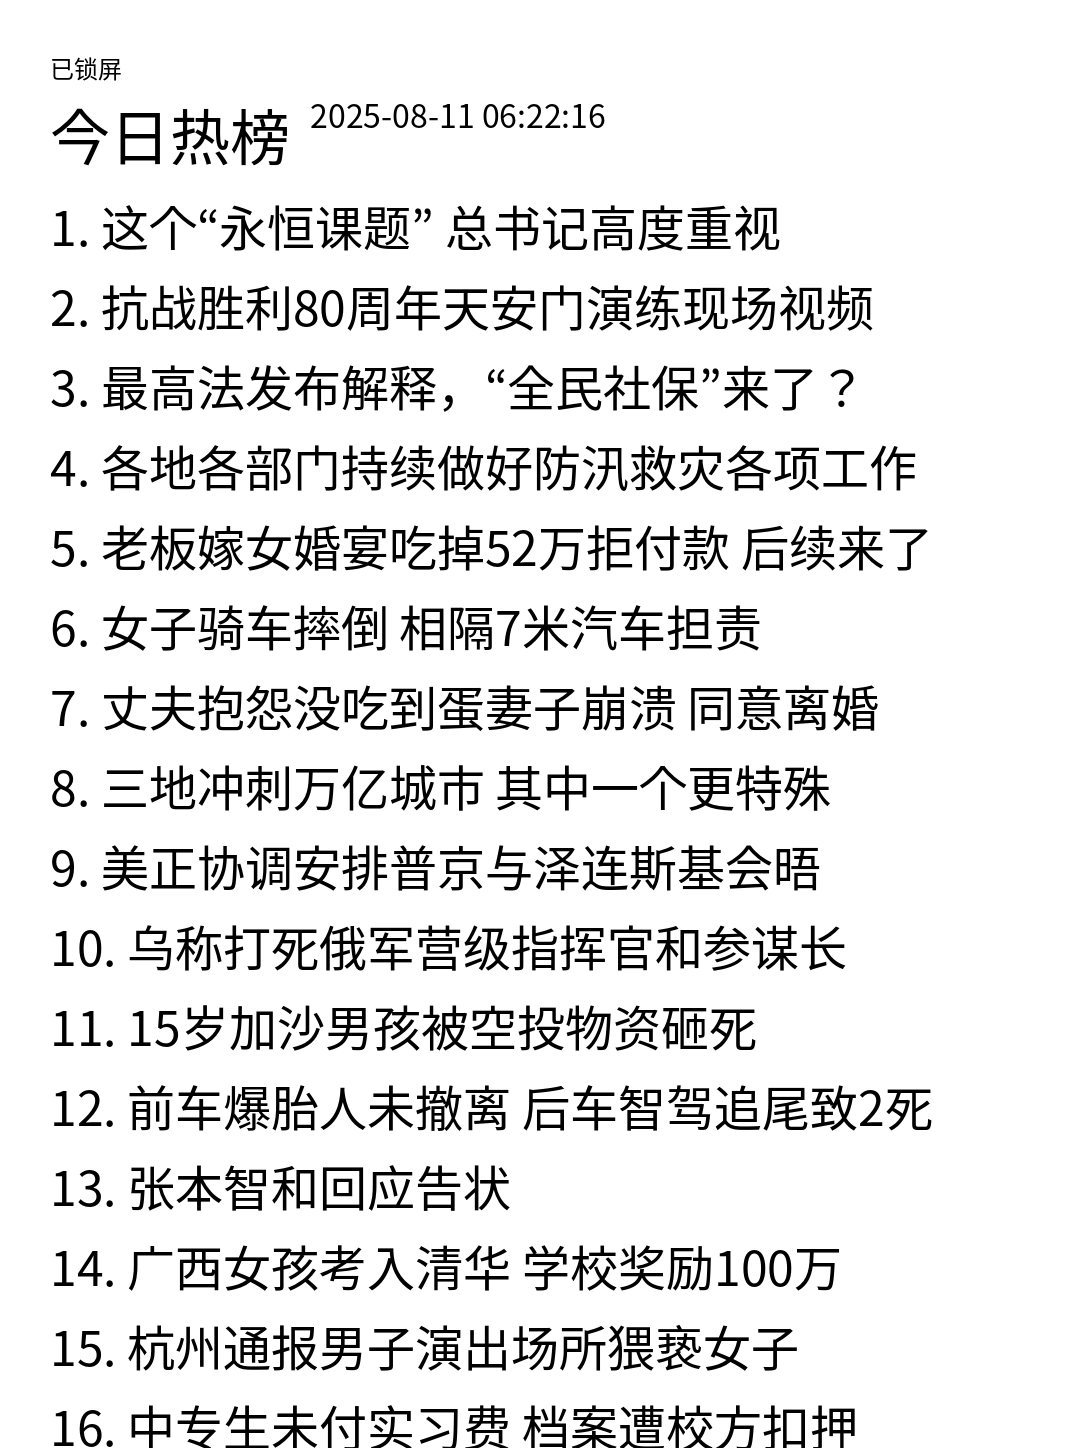 已锁屏
今日热榜 2025-08-11 06:22:16
1. 这个“永恒课题” 总书记高度重视
2. 抗战胜利80周年天安门演练现场视频
3. 最高法发布解释，“全民社保”来了？
4. 各地各部门持续做好防汛救灾各项工作
5. 老板嫁女婚宴吃掉52万拒付款 后续来了
6. 女子骑车摔倒 相隔7米汽车担责
7. 丈夫抱怨没吃到蛋妻子崩溃 同意离婚
8. 三地冲刺万亿城市 其中一个更特殊
9. 美正协调安排普京与泽连斯基会晤
10. 乌称打死俄军营级指挥官和参谋长
11. 15岁加沙男孩被空投物资砸死
12. 前车爆胎人未撤离 后车智驾追尾致2死
13. 张本智和回应告状
14. 广西女孩考入清华 学校奖励100万
15. 杭州通报男子演出场所猥亵女子
16. 中专生未付实习费 档案遭校方扣押